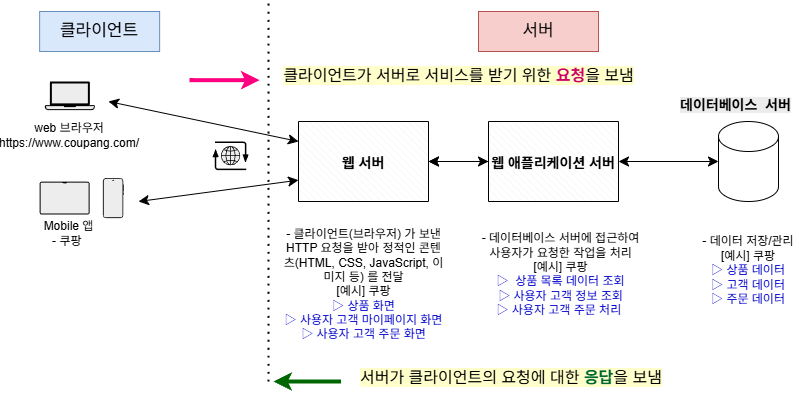 클라이언트
서버
클라이언트가 서버로 서비스를 받기 위한 요청을 보냄
web 브라우저
https://www.coupang.com/
Mobile 앱
- 쿠팡
웹 서버
웹 애플리케이션 서버
데이터베이스 서버
- 클라이언트(브라우저) 가 보낸
HTTP 요청을 받아 정적인 콘텐
츠(HTML, CSS, JavaScript, 이
미지 등) 를 전달
[예시] 쿠팡
▷ 상품 화면
▷ 사용자 고객 마이페이지 화면
▷ 사용자 고객 주문 화면
- 데이터베이스 서버에 접근하여
사용자가 요청한 작업을 처리
[예시] 쿠팡
▷ 상품 목록 데이터 조회
▷ 사용자 고객 정보 조회
▷ 사용자 고객 주문 처리
- 데이터 저장/관리
[예시] 쿠팡
▷ 상품 데이터
▷ 고객 데이터
▷ 주문 데이터
서버가 클라이언트의 요청에 대한 응답을 보냄